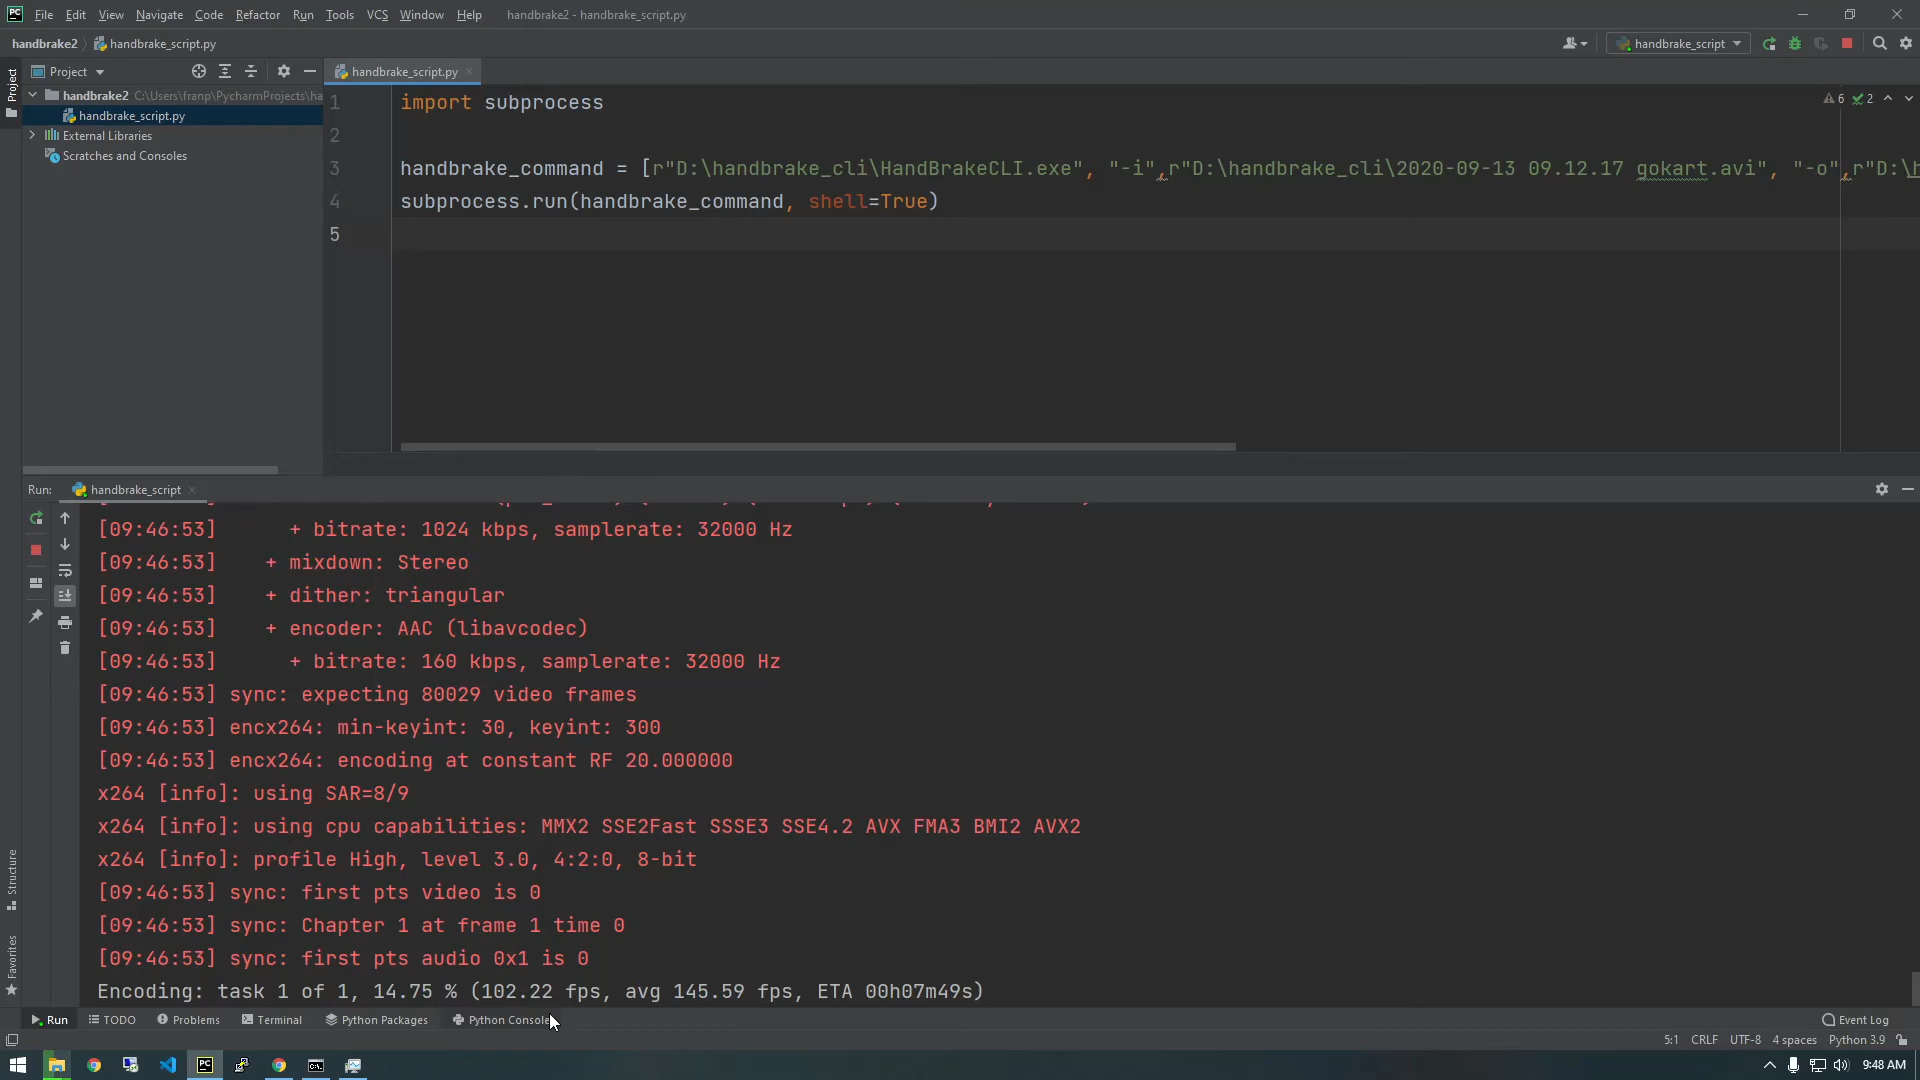 PC File Edit View Navigate Code Refactor Run Tools VCS Window Help handbrake2 - handbrake_script.py
handbrake2 handbrake_script.py handbrake_script
Project Project handbrake_script.py
handbrake2 C:\Users\franp\PycharmProjects\ha
handbrake_script.py
External Libraries
Scratches and Consoles
6 2
1 import subprocess
2
3 handbrake_command = [r"D:\handbrake_cli\HandBrakeCLI.exe", "-i",r"D:\handbrake_cli\2020-09-13 09.12.17 gokart.avi", "-o",r"D:\h
4 subprocess.run(handbrake_command, shell=True)
5
Run: handbrake_script
[09:46:53] + bitrate: 1024 kbps, samplerate: 32000 Hz
[09:46:53] + mixdown: Stereo
[09:46:53] + dither: triangular
[09:46:53] + encoder: AAC (libavcodec)
[09:46:53] + bitrate: 160 kbps, samplerate: 32000 Hz
[09:46:53] sync: expecting 80029 video frames
[09:46:53] encx264: min-keyint: 30, keyint: 300
[09:46:53] encx264: encoding at constant RF 20.000000
x264 [info]: using SAR=8/9
x264 [info]: using cpu capabilities: MMX2 SSE2Fast SSSE3 SSE4.2 AVX FMA3 BMI2 AVX2
x264 [info]: profile High, level 3.0, 4:2:0, 8-bit
[09:46:53] sync: first pts video is 0
[09:46:53] sync: Chapter 1 at frame 1 time 0
[09:46:53] sync: first pts audio 0x1 is 0
Encoding: task 1 of 1, 14.75 % (102.22 fps, avg 145.59 fps, ETA 00h07m49s)
Structure
Favorites
Run TODO Problems Terminal Python Packages Python Console Event Log
5:1 CRLF UTF-8 4 spaces Python 3.9
PC 9:48 AM